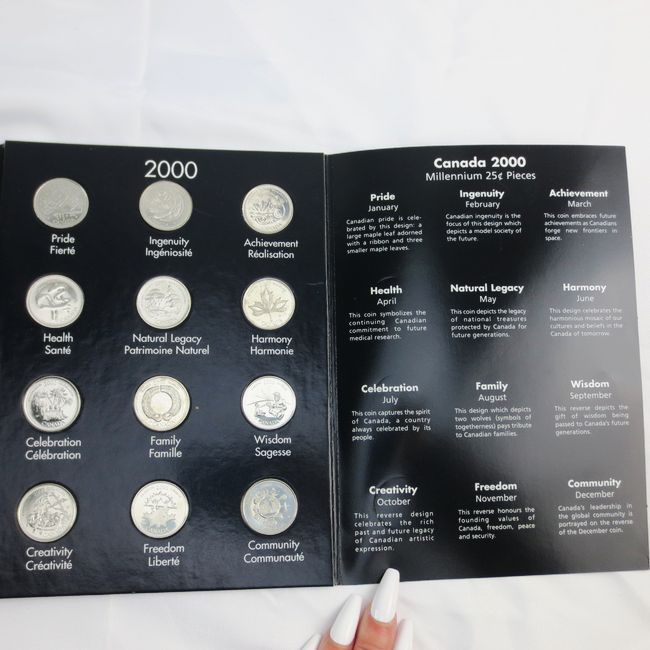 2000
Pride
Fierté
Ingenuity
Ingéniosité
Achievement
Réalisation
Health
Santé
Natural Legacy
Patrimoine Naturel
Harmony
Harmonie
Celebration
Célébration
Family
Famille
Wisdom
Sagesse
Creativity
Créativité
Freedom
Liberté
Community
Communauté
Canada 2000
Millennium 25¢ Pieces
Pride
January
Canadian pride is cele-
brated by this design: a
large maple leaf adorned
with a ribbon and three
smaller maple leaves.
Ingenuity
February
Canadian ingenuity is the
focus of this design which
depicts a model society of
the future.
Achievement
March
This coin embraces future
achievements as Canadians
forge new frontiers in
space.
Health
April
This coin symbolizes the
continuing Canadian
commitment to future
medical research.
Natural Legacy
May
This coin depicts the legacy
of national treasures
protected by Canada for
future generations.
Harmony
June
This design celebrates the
harmonious mosaic of our
cultures and beliefs in the
Canada of tomorrow.
Celebration
July
This coin captures the spirit
of Canada, a country
always celebrated by its
people.
Family
August
This design which depicts
two wolves (symbols of
togetherness) pays tribute
to Canadian families.
Wisdom
September
This reverse depicts the
gift of wisdom being
passed to Canada's future
generations.
Creativity
October
This reverse design
celebrates the rich
past and future legacy
of Canadian artistic
expression.
Freedom
November
This reverse honours the
founding values of
Canada, freedom, peace
and security.
Community
December
Canada's leadership in
the global community is
portrayed on the reverse
of the December coin.